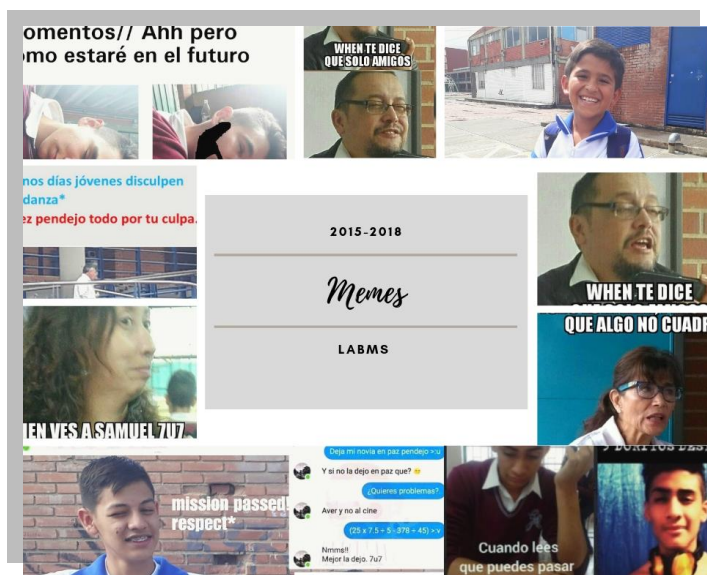 omentos// Ahh pero
omo estaré en el futuro
WHEN TE DICE
QUE SOLO AMIGOS
nos días jóvenes disculpen
danza*
ez pendejo todo por tu culpa.
2015-2018
Memes
LABMS
WHEN TE DICE
QUE ALGO NO CUADR
EN VES A SAMUEL 7U7
mission passed!
respect*
Deja mi novia en paz pendejo >:u
Y si no la dejo en paz que?
¿Quieres problemas?
Aver y no al cine
(25 x 7.5 ÷ 5 - 378 ÷ 45) >:v
Nmms!!
Mejor la dejo. 7u7
Cuando lees
que puedes pasar